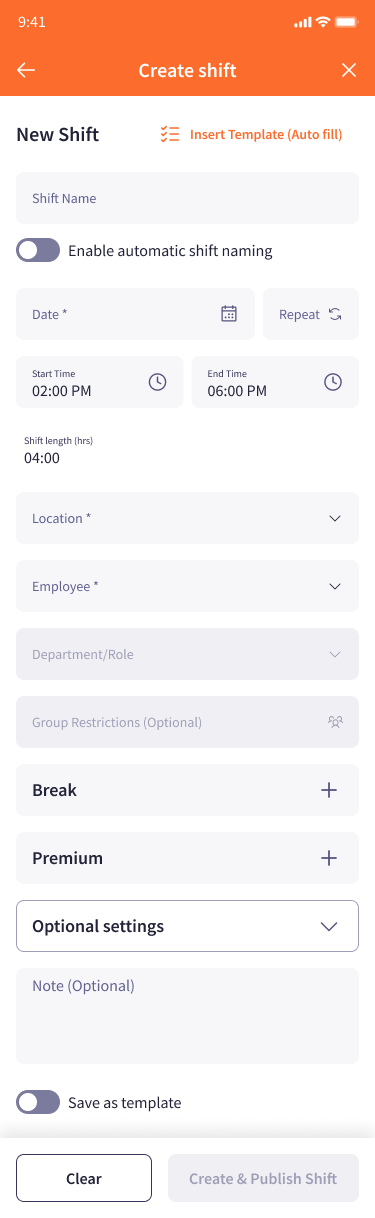 9:41
Create shift
New Shift
Insert Template (Auto fill)
Shift Name
Enable automatic shift naming
Date *
Repeat
Start Time
02:00 PM
End Time
06:00 PM
Shift length (hrs)
04:00
Location *
Employee *
Department/Role
Group Restrictions (Optional)
Break
Premium
Optional settings
Note (Optional)
Save as template
Clear
Create & Publish Shift